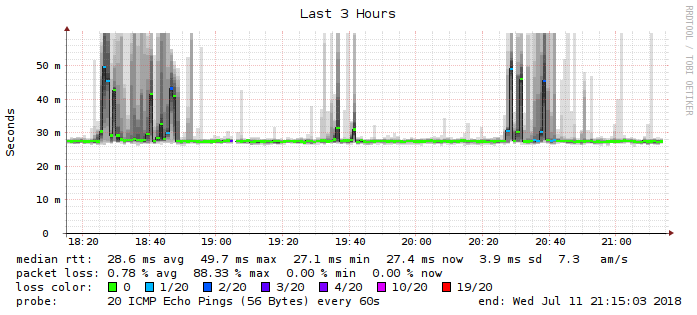 Last 3 Hours
RRDTOOL / TOBI OETIKER
Seconds
50 m
40 m
30 m
20 m
10 m
0
18:20 18:40 19:00 19:20 19:40 20:00 20:20 20:40 21:00
median rtt: 28.6 ms avg 49.7 ms max 27.1 ms min 27.4 ms now 3.9 ms sd 7.3 am/s
packet loss: 0.78 % avg 88.33 % max 0.00 % min 0.00 % now
loss color: 0 1/20 2/20 3/20 4/20 10/20 19/20
probe: 20 ICMP Echo Pings (56 Bytes) every 60s end: Wed Jul 11 21:15:03 2018